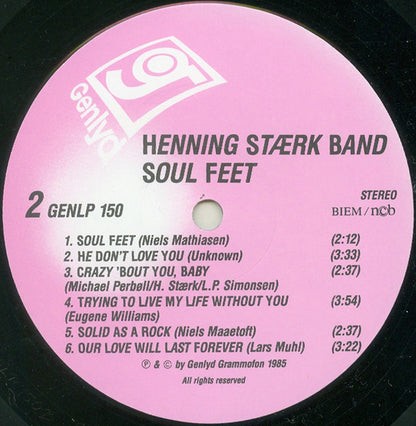 Genlyd
HENNING STÆRK BAND
SOUL FEET
2 GENLP 150
STEREO
BIEM/ncb
1. SOUL FEET (Niels Mathiasen) (2:12)
2. HE DON'T LOVE YOU (Unknown) (3:33)
3. CRAZY 'BOUT YOU, BABY (2:37)
(Michael Perbøll/H. Stærk/L.P. Simonsen)
4. TRYING TO LIVE MY LIFE WITHOUT YOU (3:54)
(Eugene Williams)
5. SOLID AS A ROCK (Niels Maaetoft) (2:37)
6. OUR LOVE WILL LAST FOREVER (Lars Muhl) (3:22)
℗ & © by Genlyd Grammofon 1985
All rights reserved